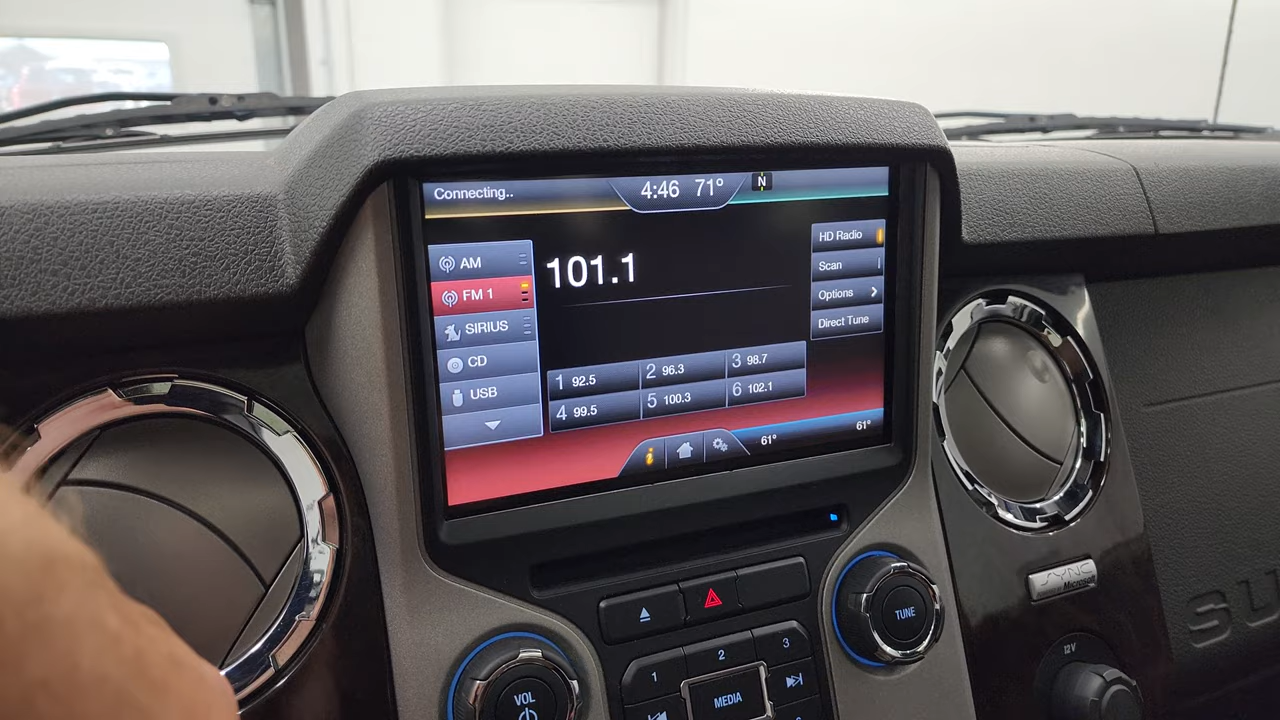 Connecting..
4:46 71°
N
AM
FM 1
SIRIUS
CD
USB
101.1
HD Radio
Scan
Options
Direct Tune
1 92.5
2 96.3
3 98.7
4 99.5
5 100.3
6 102.1
61°
61°
VOL
1
2
3
MEDIA
TUNE
SYNC
Microsoft
12V
SU